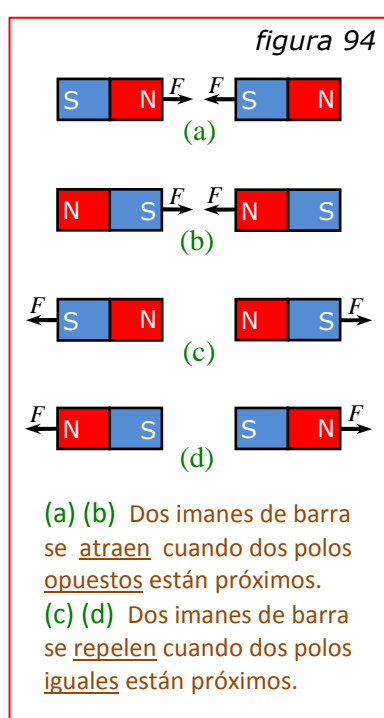 figura 94
S N F F S N
(a)
N S F F N S
(b)
F S N N S F
(c)
F N S S N F
(d)
(a) (b) Dos imanes de barra
se atraen cuando dos polos
opuestos están próximos.
(c) (d) Dos imanes de barra
se repelen cuando dos polos
iguales están próximos.